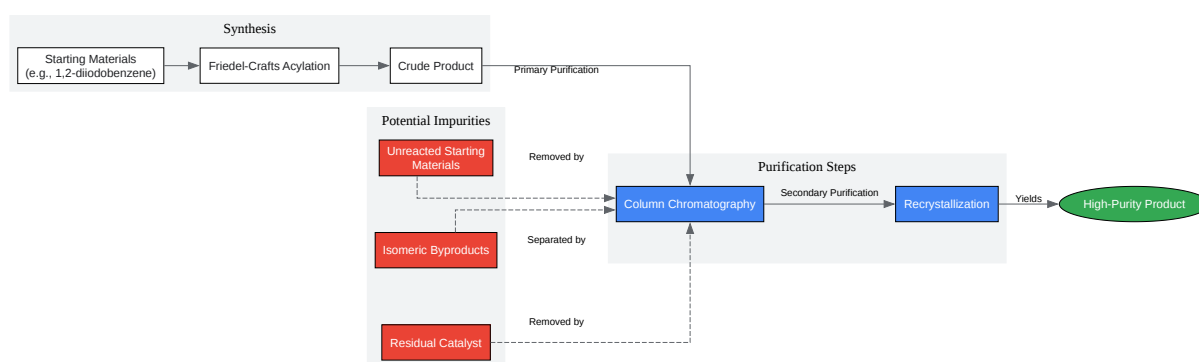 Synthesis
Starting Materials
(e.g., 1,2-diiodobenzene)
Friedel-Crafts Acylation
Crude Product
Primary Purification
Potential Impurities
Unreacted Starting
Materials
Removed by
Purification Steps
Column Chromatography
Secondary Purification
Recrystallization
Yields
High-Purity Product
Isomeric Byproducts
Separated by
Residual Catalyst
Removed by